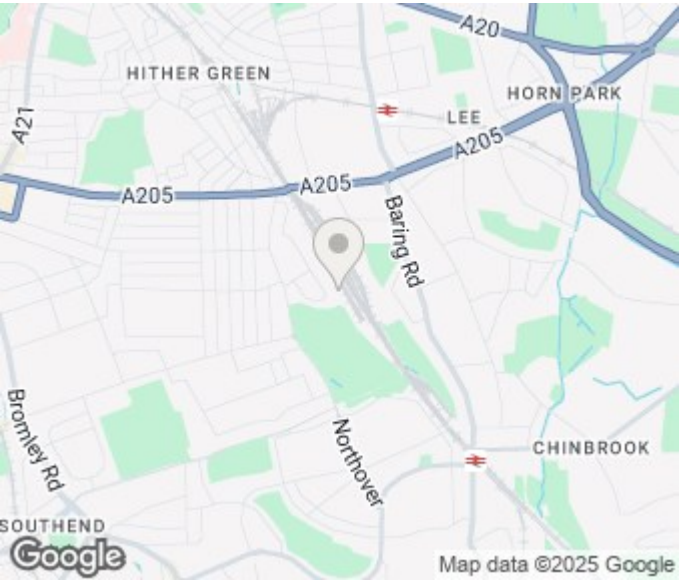 A20
HITHER GREEN
HORN PARK
A21
LEE
A205
A205
A205
Baring Rd
Bromley Rd
Northover
CHINBROOK
SOUTHEND
Google
Map data ©2025 Google